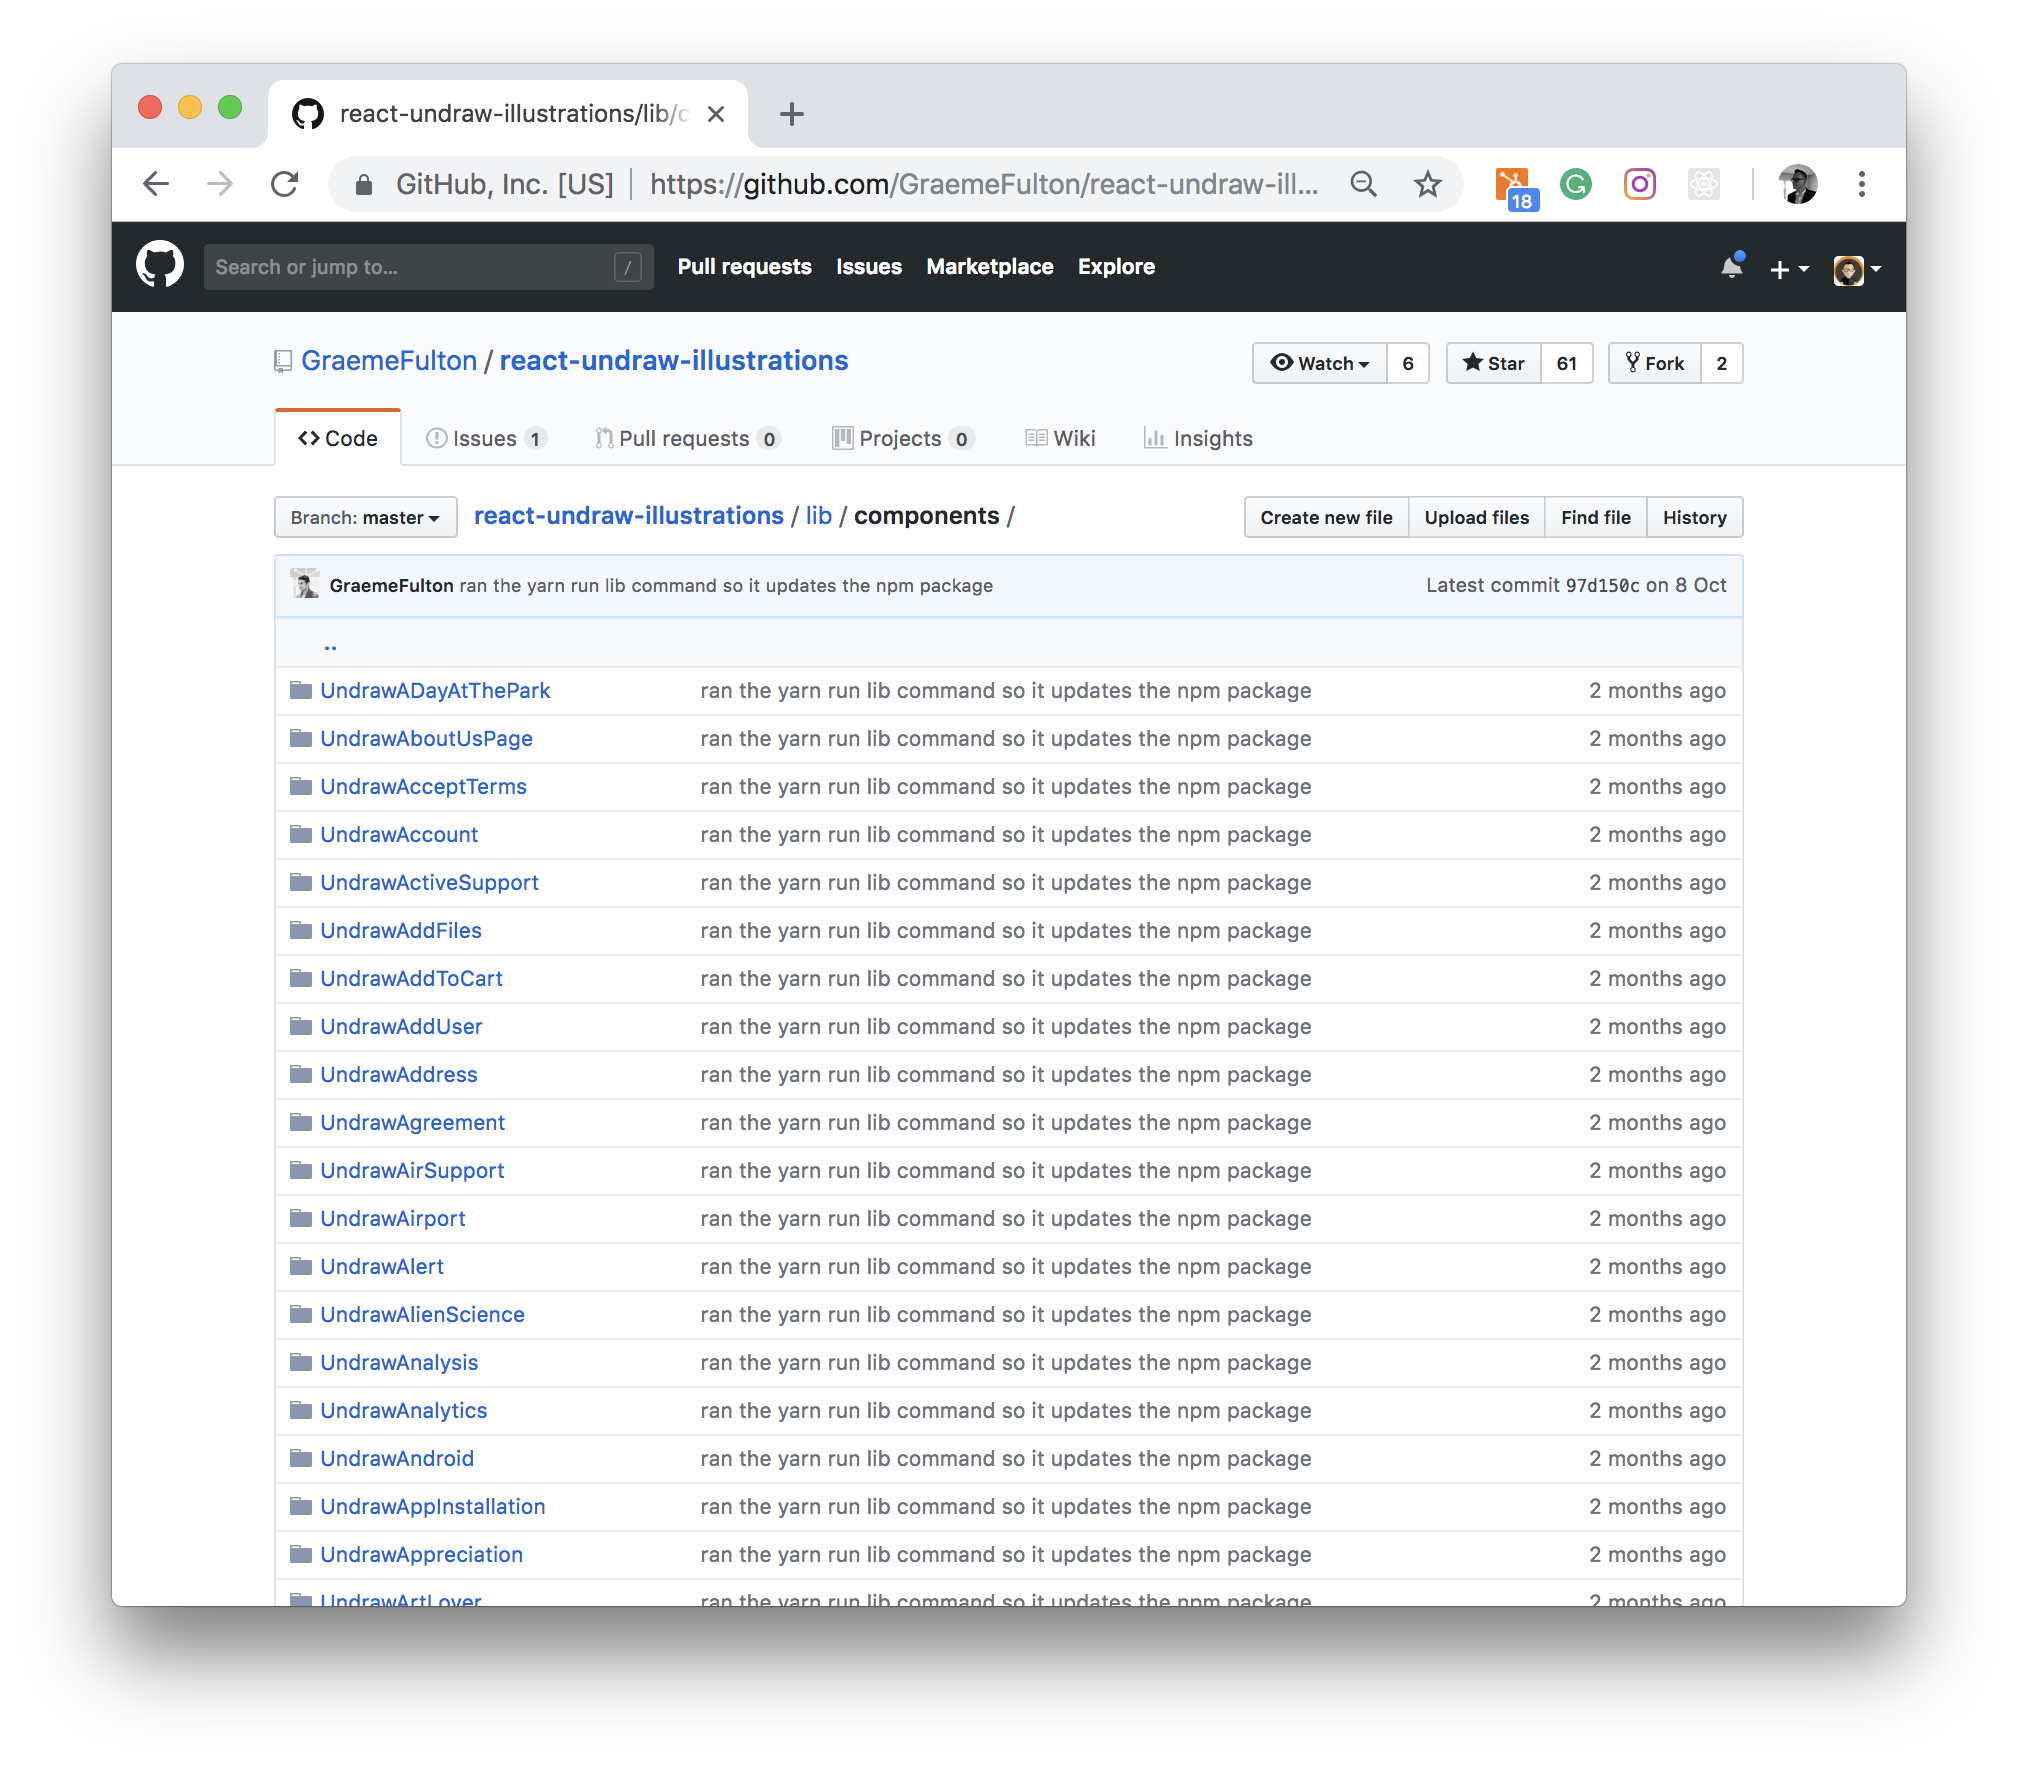 react-undraw-illustrations/lib/c
GitHub, Inc. [US] https://github.com/GraemeFulton/react-undraw-ill...
18
Search or jump to... /
Pull requests Issues Marketplace Explore
GraemeFulton / react-undraw-illustrations
Watch 6 Star 61 Fork 2
Code Issues 1 Pull requests 0 Projects 0 Wiki Insights
Branch: master react-undraw-illustrations / lib / components /
Create new file Upload files Find file History
GraemeFulton ran the yarn run lib command so it updates the npm package Latest commit 97d150c on 8 Oct
..
UndrawADayAtThePark ran the yarn run lib command so it updates the npm package 2 months ago
UndrawAboutUsPage ran the yarn run lib command so it updates the npm package 2 months ago
UndrawAcceptTerms ran the yarn run lib command so it updates the npm package 2 months ago
UndrawAccount ran the yarn run lib command so it updates the npm package 2 months ago
UndrawActiveSupport ran the yarn run lib command so it updates the npm package 2 months ago
UndrawAddFiles ran the yarn run lib command so it updates the npm package 2 months ago
UndrawAddToCart ran the yarn run lib command so it updates the npm package 2 months ago
UndrawAddUser ran the yarn run lib command so it updates the npm package 2 months ago
UndrawAddress ran the yarn run lib command so it updates the npm package 2 months ago
UndrawAgreement ran the yarn run lib command so it updates the npm package 2 months ago
UndrawAirSupport ran the yarn run lib command so it updates the npm package 2 months ago
UndrawAirport ran the yarn run lib command so it updates the npm package 2 months ago
UndrawAlert ran the yarn run lib command so it updates the npm package 2 months ago
UndrawAlienScience ran the yarn run lib command so it updates the npm package 2 months ago
UndrawAnalysis ran the yarn run lib command so it updates the npm package 2 months ago
UndrawAnalytics ran the yarn run lib command so it updates the npm package 2 months ago
UndrawAndroid ran the yarn run lib command so it updates the npm package 2 months ago
UndrawAppInstallation ran the yarn run lib command so it updates the npm package 2 months ago
UndrawAppreciation ran the yarn run lib command so it updates the npm package 2 months ago
UndrawArtLover ran the yarn run lib command so it updates the npm package 2 months ago